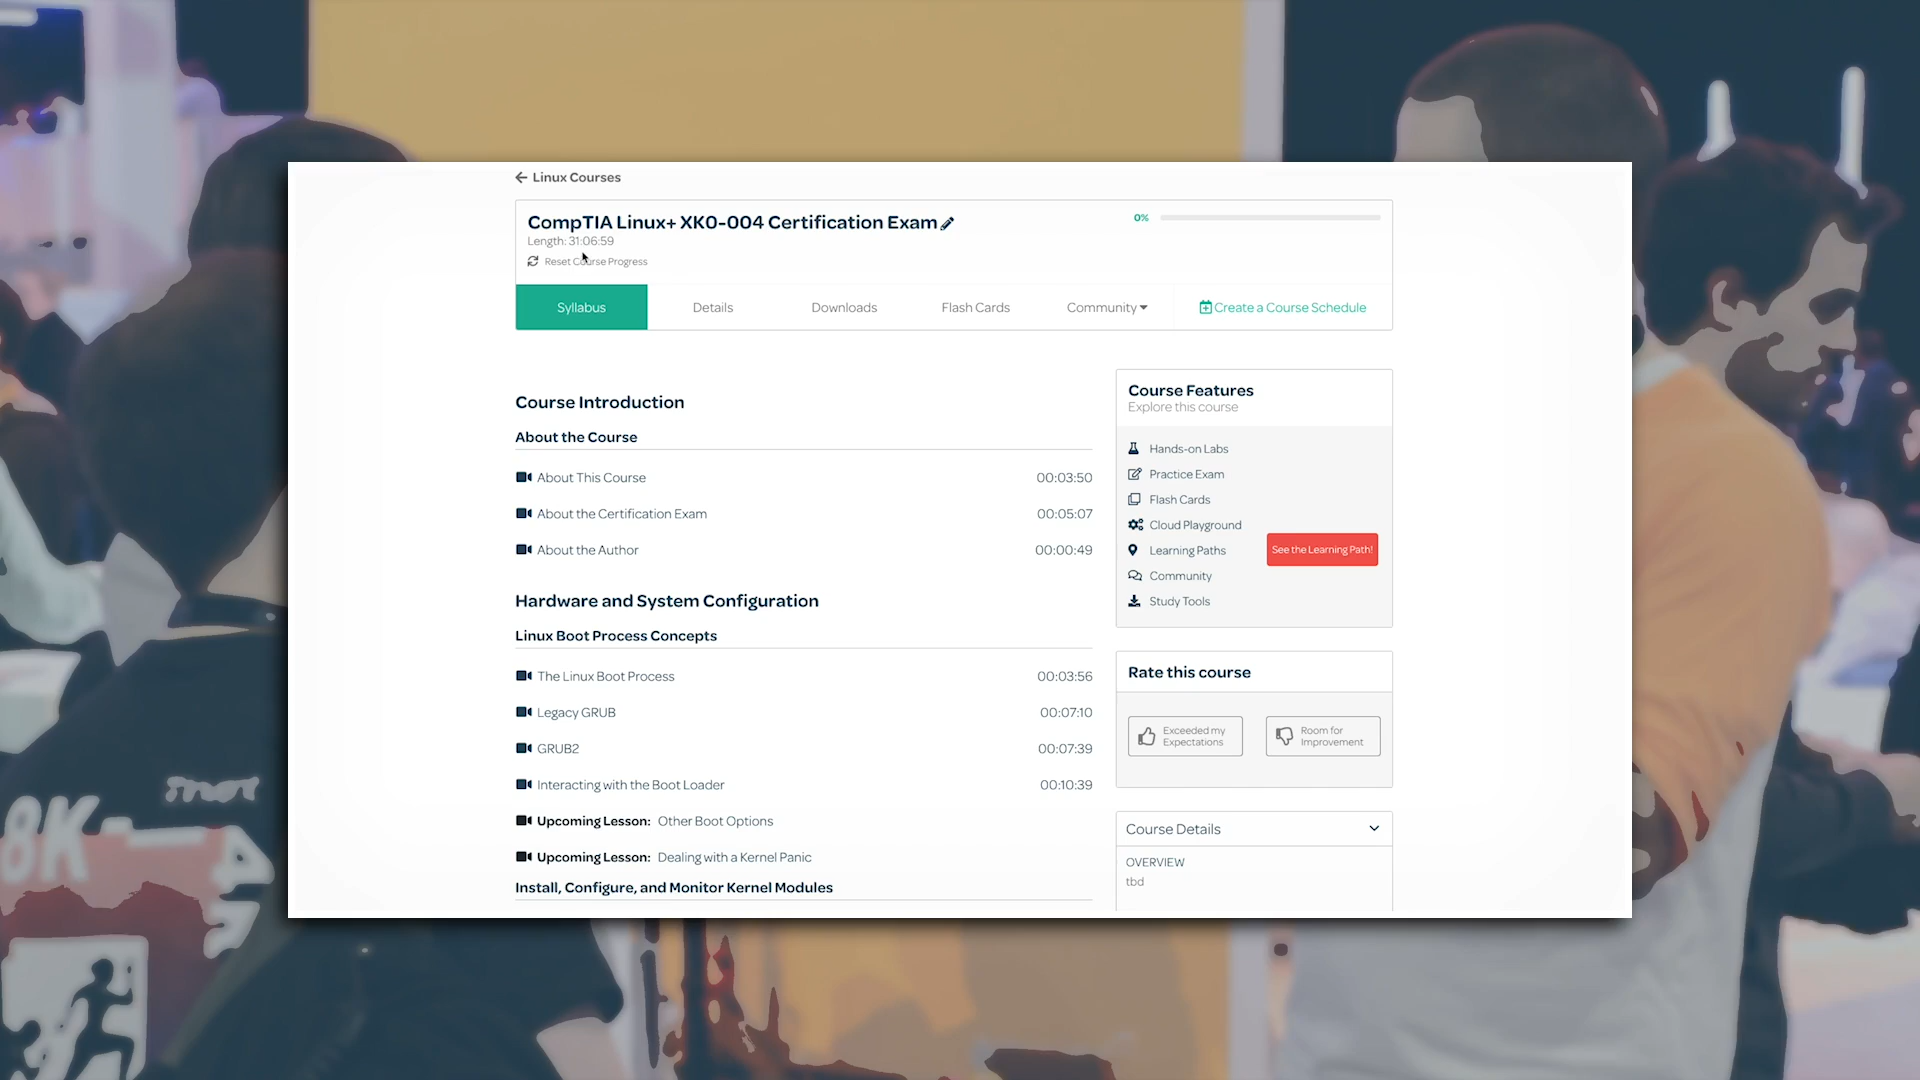 Linux Courses
CompTIA Linux+ XK0-004 Certification Exam
0%
Length: 31:06:59
Reset Course Progress
Syllabus
Details
Downloads
Flash Cards
Community
Create a Course Schedule
Course Introduction
About the Course
About This Course 00:03:50
About the Certification Exam 00:05:07
About the Author 00:00:49
Hardware and System Configuration
Linux Boot Process Concepts
The Linux Boot Process 00:03:56
Legacy GRUB 00:07:10
GRUB2 00:07:39
Interacting with the Boot Loader 00:10:39
Upcoming Lesson: Other Boot Options
Upcoming Lesson: Dealing with a Kernel Panic
Install, Configure, and Monitor Kernel Modules
Course Features
Explore this course
Hands-on Labs
Practice Exam
Flash Cards
Cloud Playground
Learning Paths
See the Learning Path!
Community
Study Tools
Rate this course
Exceeded my
Expectations
Room for
Improvement
Course Details
OVERVIEW
tbd
8K